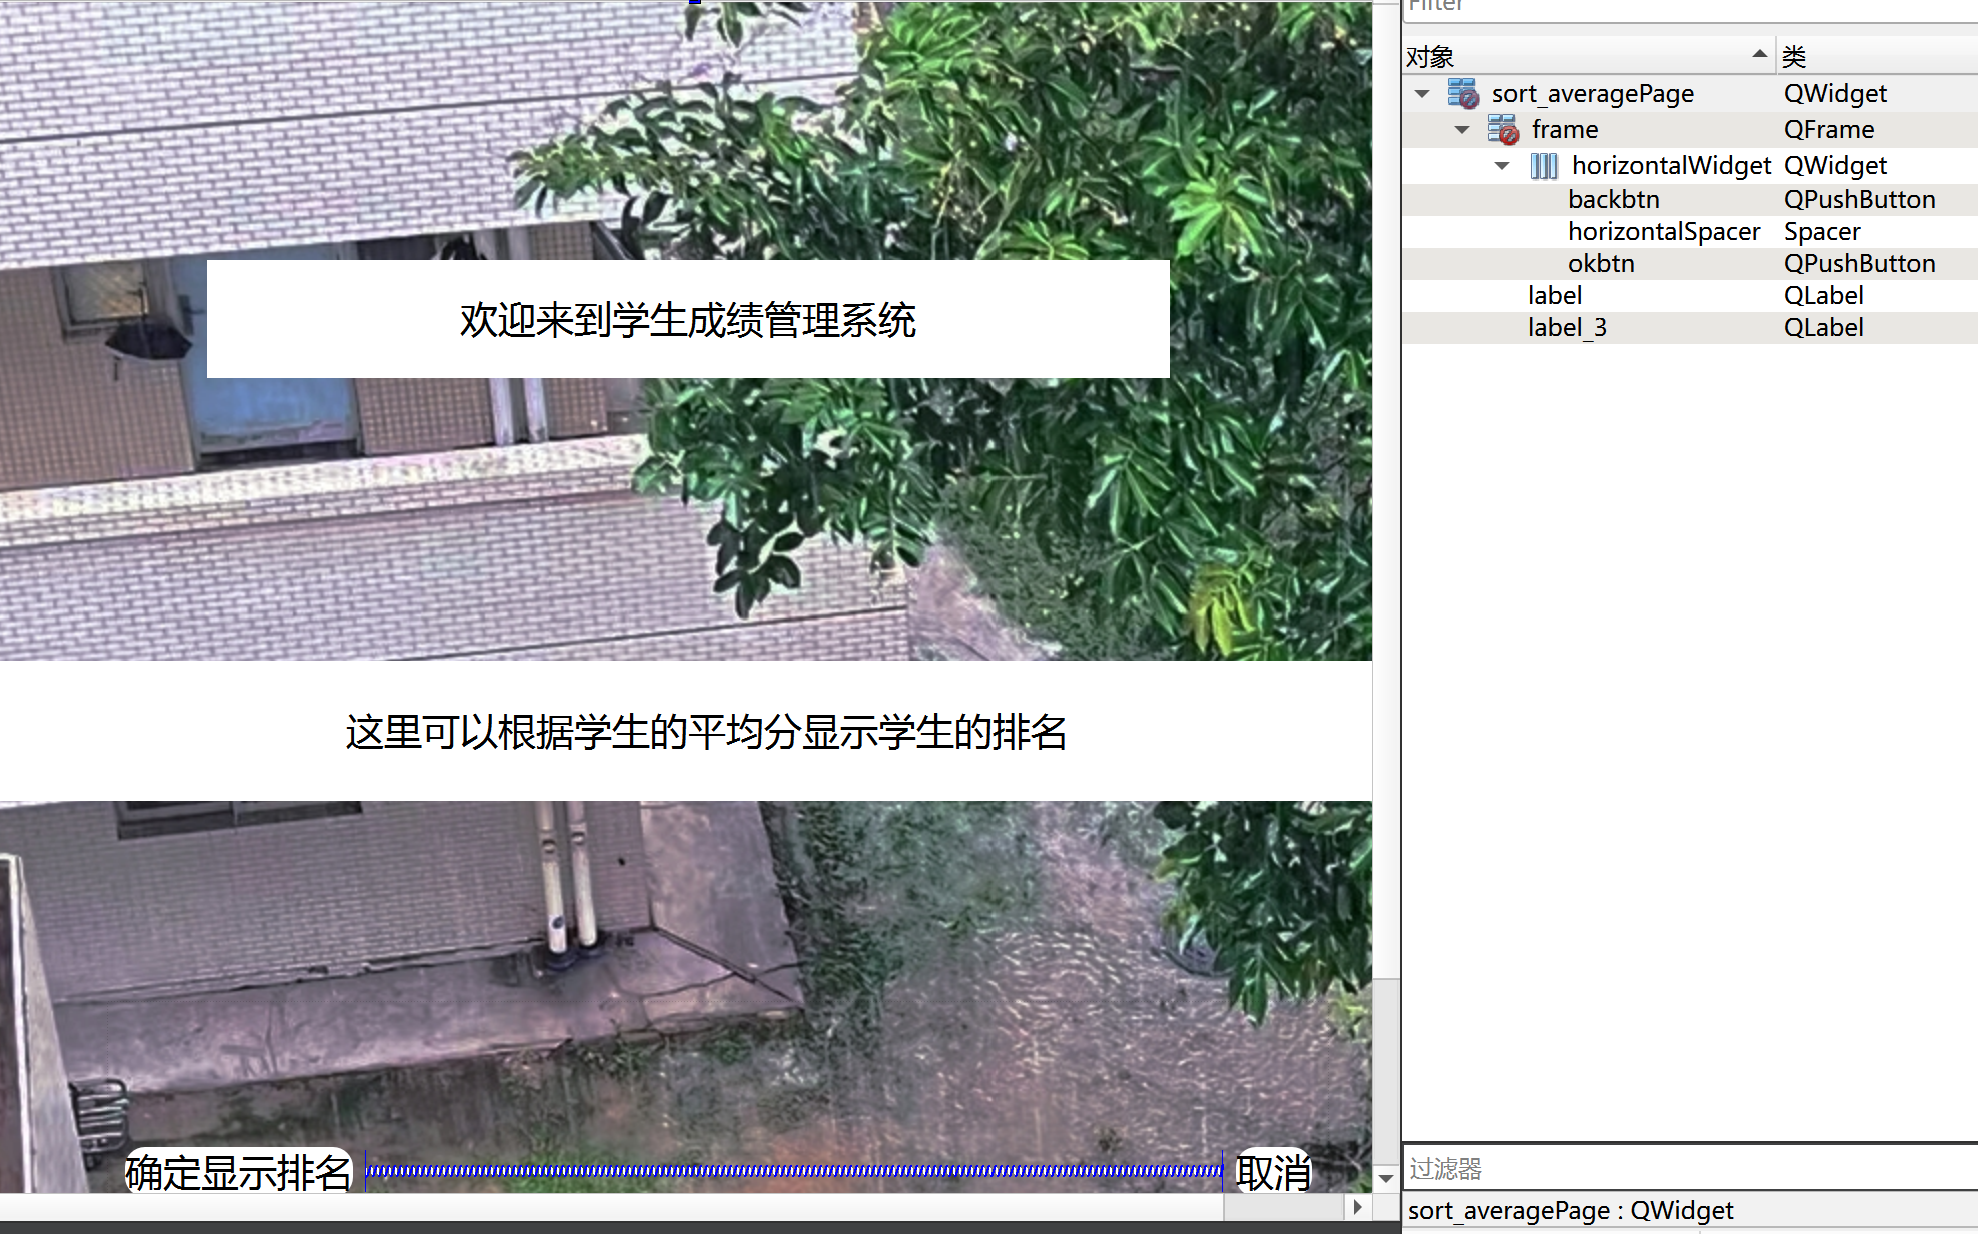 Filter
对象 类
sort_averagePage QWidget
frame QFrame
horizontalWidget QWidget
backbtn QPushButton
horizontalSpacer Spacer
okbtn QPushButton
label QLabel
label_3 QLabel
欢迎来到学生成绩管理系统
这里可以根据学生的平均分显示学生的排名
确定显示排名 取消
过滤器
sort_averagePage : QWidget